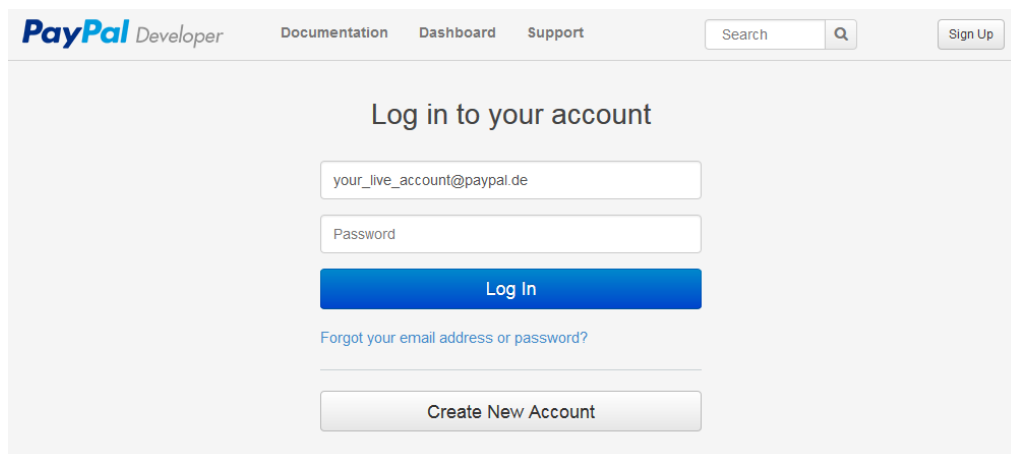 PayPal Developer Documentation Dashboard Support Search Sign Up
Log in to your account
your_live_account@paypal.de
Password
Log In
Forgot your email address or password?
Create New Account